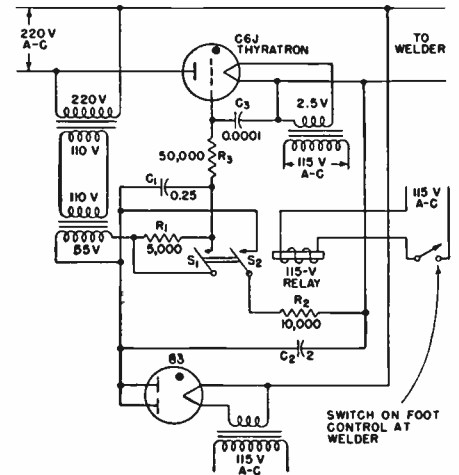 220 V
A-C
C6J
THYRATRON
TO
WELDER
220 V
110 V
110 V
55V
C3
0.0001
2.5V
115 V
A-C
50,000 R3
C1
0.25
R1
5,000
S1
S2
115-V
RELAY
115 V
A-C
R2
10,000
C2 2
83
115 V
A-C
SWITCH ON FOOT
CONTROL AT
WELDER